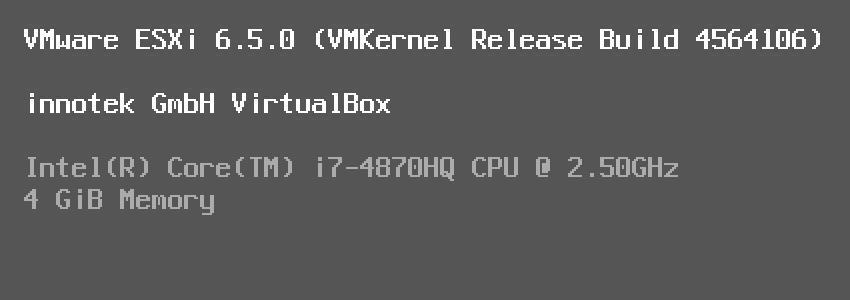 VMware ESXi 6.5.0 (VMKernel Release Build 4564106)
innotek GmbH VirtualBox
Intel(R) Core(TM) i7-4870HQ CPU @ 2.50GHz
4 GiB Memory